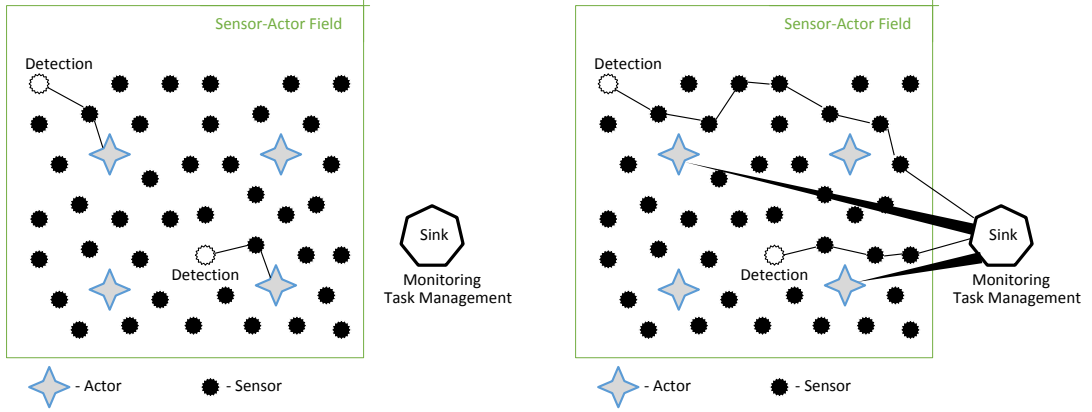 Sensor-Actor Field
Detection
Detection
Sink
Monitoring
Task Management
- Actor
- Sensor
Sensor-Actor Field
Detection
Detection
Sink
Monitoring
Task Management
- Actor
- Sensor